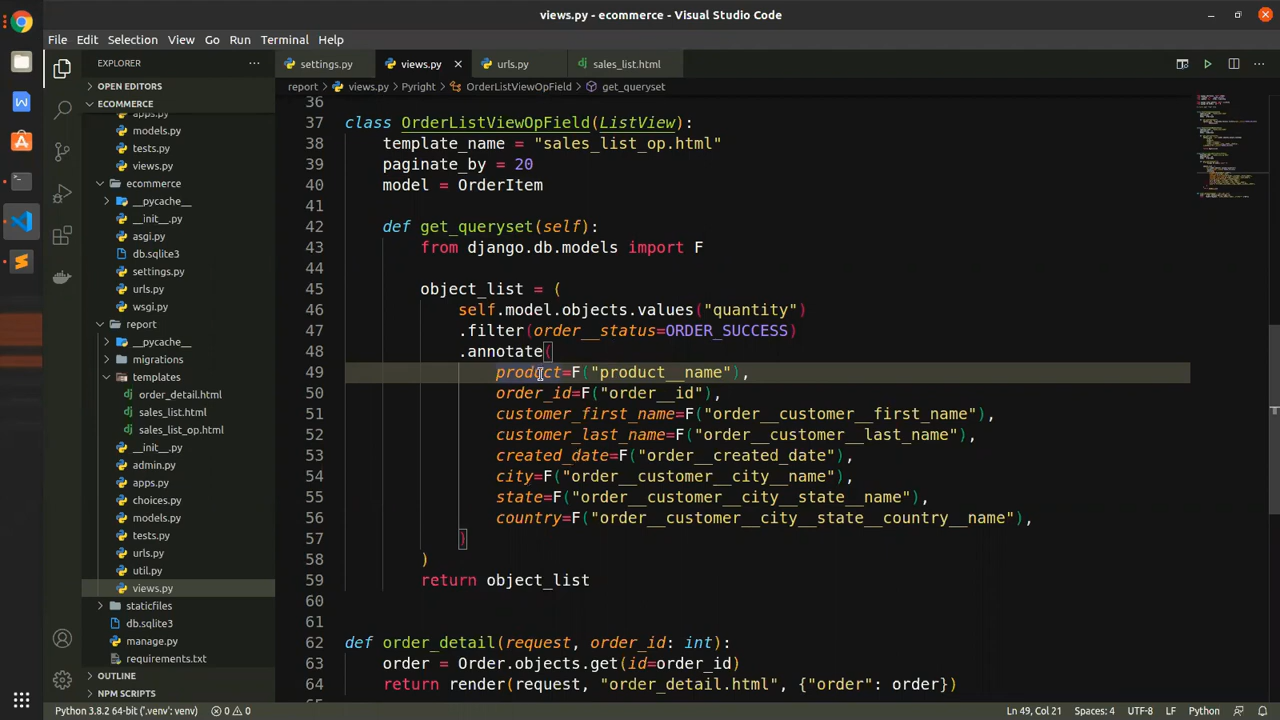 views.py - ecommerce - Visual Studio Code
File Edit Selection View Go Run Terminal Help
EXPLORER
settings.py
views.py
urls.py
sales_list.html
OPEN EDITORS
ECOMMERCE
report > views.py > Pyright > OrderListViewOpField > get_queryset
apps.py
models.py
tests.py
views.py
ecommerce
__pycache__
__init__.py
asgi.py
db.sqlite3
settings.py
urls.py
wsgi.py
report
__pycache__
migrations
templates
order_detail.html
sales_list.html
sales_list_op.html
__init__.py
admin.py
apps.py
choices.py
models.py
tests.py
urls.py
util.py
views.py
staticfiles
db.sqlite3
manage.py
requirements.txt
OUTLINE
NPM SCRIPTS
36
37 class OrderListViewOpField(ListView):
38 template_name = "sales_list_op.html"
39 paginate_by = 20
40 model = OrderItem
41
42 def get_queryset(self):
43 from django.db.models import F
44
45 object_list = (
46 self.model.objects.values("quantity")
47 .filter(order__status=ORDER_SUCCESS)
48 .annotate(
49 product=F("product__name"),
50 order_id=F("order__id"),
51 customer_first_name=F("order__customer__first_name"),
52 customer_last_name=F("order__customer__last_name"),
53 created_date=F("order__created_date"),
54 city=F("order__customer__city__name"),
55 state=F("order__customer__city__state__name"),
56 country=F("order__customer__city__state__country__name"),
57 )
58 )
59 return object_list
60
61
62 def order_detail(request, order_id: int):
63 order = Order.objects.get(id=order_id)
64 return render(request, "order_detail.html", {"order": order})
Python 3.8.2 64-bit ('.venv': venv) 0 0 Ln 49, Col 21 Spaces: 4 UTF-8 LF Python